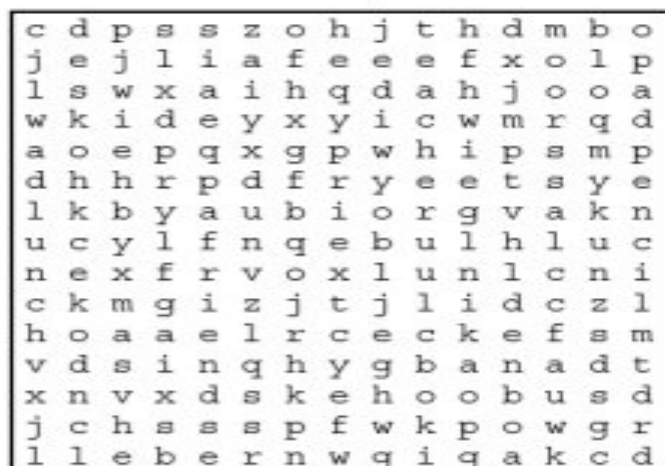 c d p s s z o h j t h d m b o
j e j l i a f e e e f x o l p
l s w x a i h q d a h j o o a
w k i d e y x y i c w m r q d
a o e p q x g p w h i p s m p
d h h r p d f r y e e t s y e
l k b y a u b i o r g v a k n
u c y l f n q e b u l h l u c
n e x f r v o x l u n l c n i
c k m g i z j t j l i d c z l
h o a a e l r c e c k e f s m
v d s i n q h y g b a n a d t
x n v x d s k e h o o b u s d
j c h s s s p f w k p o w g r
l l e b e r n w q i q a k c d